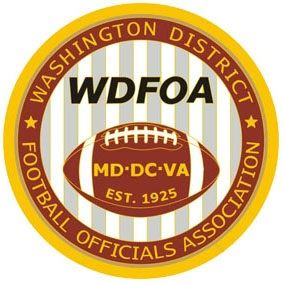 WASHINGTON DISTRICT
WDFOA
MD·DC·VA
EST. 1925
FOOTBALL OFFICIALS ASSOCIATION